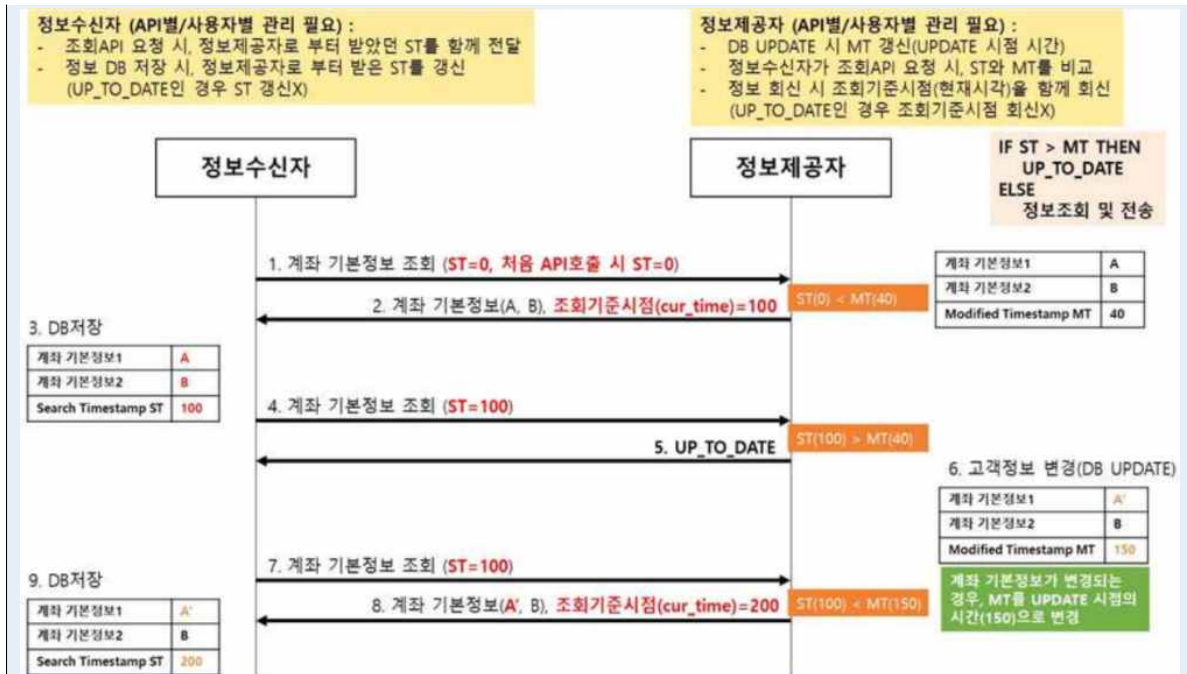 정보수신자 (API별/사용자별 관리 필요) :
- 조회API 요청 시, 정보제공자로 부터 받았던 ST를 함께 전달
- 정보 DB 저장 시, 정보제공자로 부터 받은 ST를 갱신
(UP_TO_DATE인 경우 ST 갱신X)
정보제공자 (API별/사용자별 관리 필요) :
- DB UPDATE 시 MT 갱신(UPDATE 시점 시간)
- 정보수신자가 조회API 요청 시, ST와 MT를 비교
- 정보 회신 시 조회기준시점(현재시각)을 함께 회신
(UP_TO_DATE인 경우 조회기준시점 회신X)
정보수신자
정보제공자
IF ST > MT THEN
UP_TO_DATE
ELSE
정보조회 및 전송
1. 계좌 기본정보 조회 (ST=0, 처음 API호출 시 ST=0)
계좌 기본정보1 A
계좌 기본정보2 B
Modified Timestamp MT 40
2. 계좌 기본정보(A, B), 조회기준시점(cur_time)=100
ST(0) < MT(40)
3. DB저장
계좌 기본정보1 A
계좌 기본정보2 B
Search Timestamp ST 100
4. 계좌 기본정보 조회 (ST=100)
5. UP_TO_DATE
ST(100) > MT(40)
6. 고객정보 변경(DB UPDATE)
계좌 기본정보1 A'
계좌 기본정보2 B
Modified Timestamp MT 150
7. 계좌 기본정보 조회 (ST=100)
계좌 기본정보가 변경되는
경우, MT를 UPDATE 시점의
시간(150)으로 변경
8. 계좌 기본정보(A', B), 조회기준시점(cur_time)=200
ST(100) < MT(150)
9. DB저장
계좌 기본정보1 A'
계좌 기본정보2 B
Search Timestamp ST 200